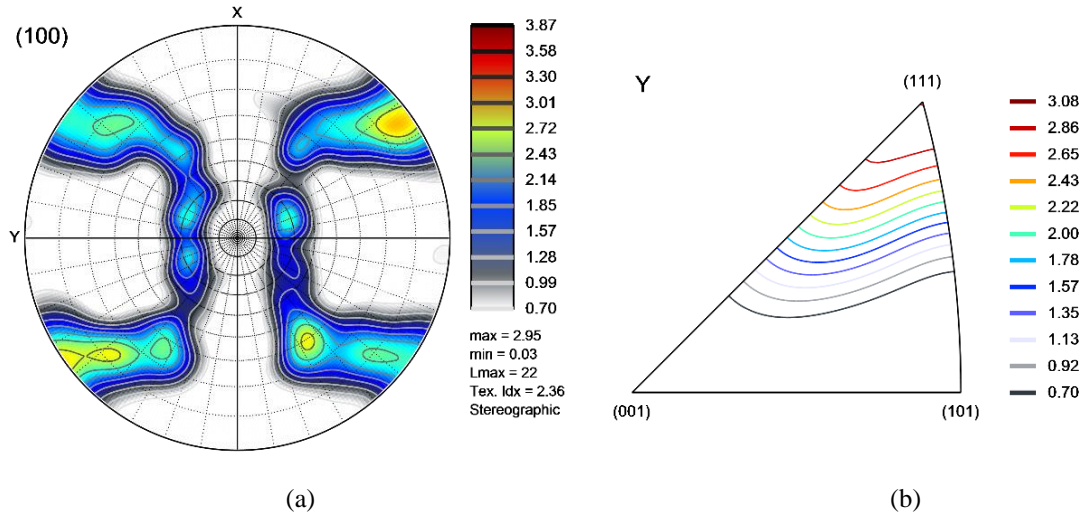 X
(100)
Y
3.87
3.58
3.30
3.01
2.72
2.43
2.14
1.85
1.57
1.28
0.99
0.70
max = 2.95
min = 0.03
Lmax = 22
Tex. Idx = 2.36
Stereographic
(a)
Y
(111)
(001)
(101)
3.08
2.86
2.65
2.43
2.22
2.00
1.78
1.57
1.35
1.13
0.92
0.70
(b)